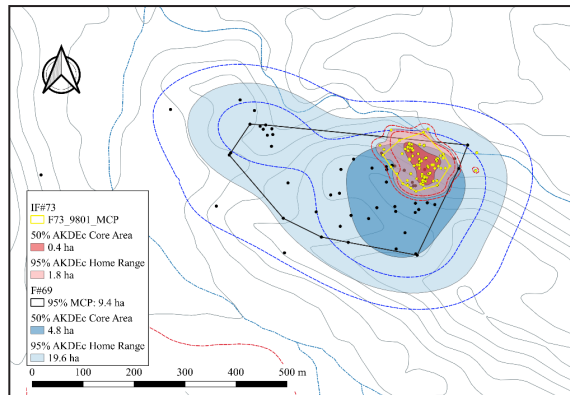 IF#73
F73_9801_MCP
50% AKDEc Core Area
0.4 ha
95% AKDEc Home Range
1.8 ha
F#69
95% MCP: 9.4 ha
50% AKDEc Core Area
4.8 ha
95% AKDEc Home Range
19.6 ha
0 100 200 300 400 500 m